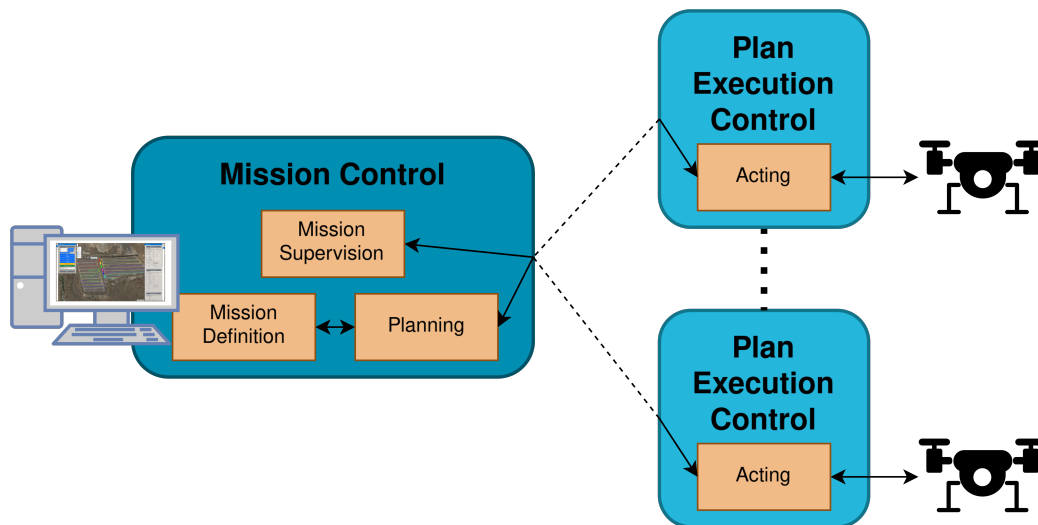 Mission Control
Mission
Supervision
Mission
Definition
Planning
Plan
Execution
Control
Acting
Plan
Execution
Control
Acting